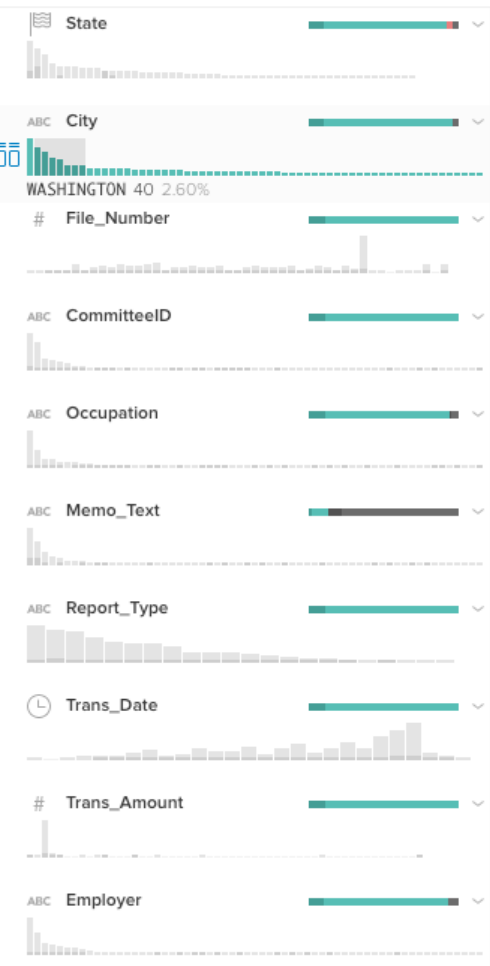 State
ABC City
WASHINGTON 40 2.60%
# File_Number
ABC CommitteeID
ABC Occupation
ABC Memo_Text
ABC Report_Type
Trans_Date
# Trans_Amount
ABC Employer